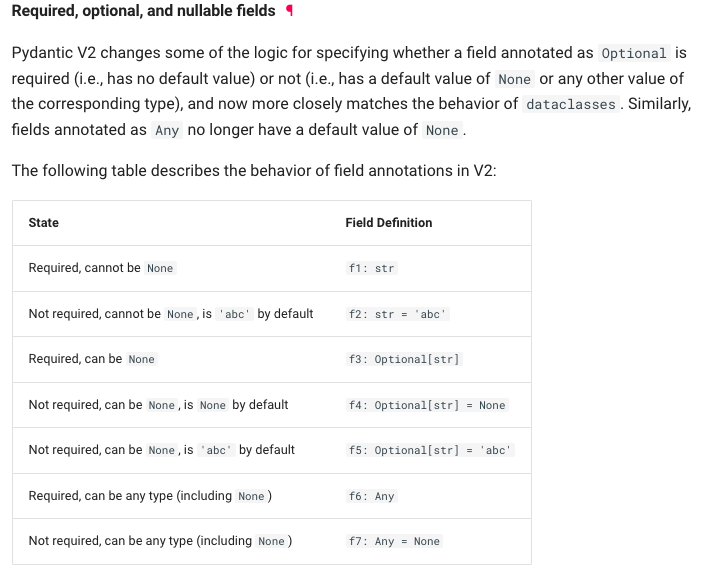 Required, optional, and nullable fields ¶
Pydantic V2 changes some of the logic for specifying whether a field annotated as Optional is
required (i.e., has no default value) or not (i.e., has a default value of None or any other value of
the corresponding type), and now more closely matches the behavior of dataclasses. Similarly,
fields annotated as Any no longer have a default value of None.
The following table describes the behavior of field annotations in V2:
State Field Definition
Required, cannot be None f1: str
Not required, cannot be None, is 'abc' by default f2: str = 'abc'
Required, can be None f3: Optional[str]
Not required, can be None, is None by default f4: Optional[str] = None
Not required, can be None, is 'abc' by default f5: Optional[str] = 'abc'
Required, can be any type (including None) f6: Any
Not required, can be any type (including None) f7: Any = None